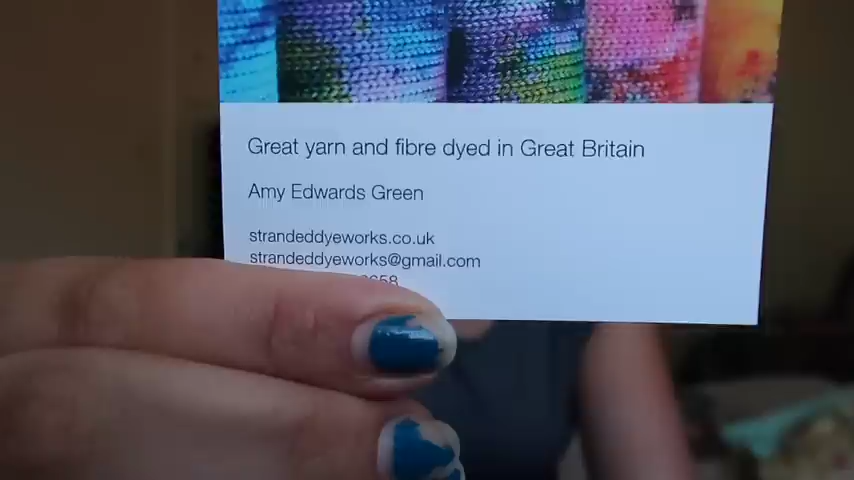 Great yarn and fibre dyed in Great Britain
Amy Edwards Green
strandeddyeworks.co.uk
strandeddyeworks@gmail.com